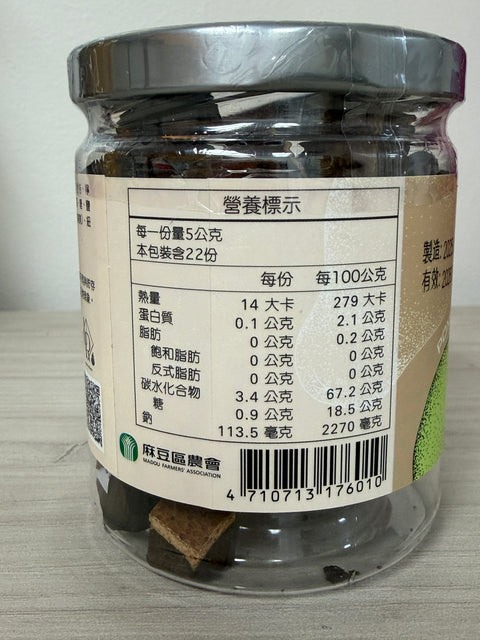 營養標示
每一份量5公克
本包裝含22份
每份 每100公克
熱量 14 大卡 279 大卡
蛋白質 0.1 公克 2.1 公克
脂肪 0 公克 0.2 公克
飽和脂肪 0 公克 0 公克
反式脂肪 0 公克 0 公克
碳水化合物 3.4 公克 67.2 公克
糖 0.9 公克 18.5 公克
鈉 113.5 毫克 2270 毫克
麻豆區農會
MADOU FARMERS' ASSOCIATION
4 710713 176010
製造: 202
有效: 202